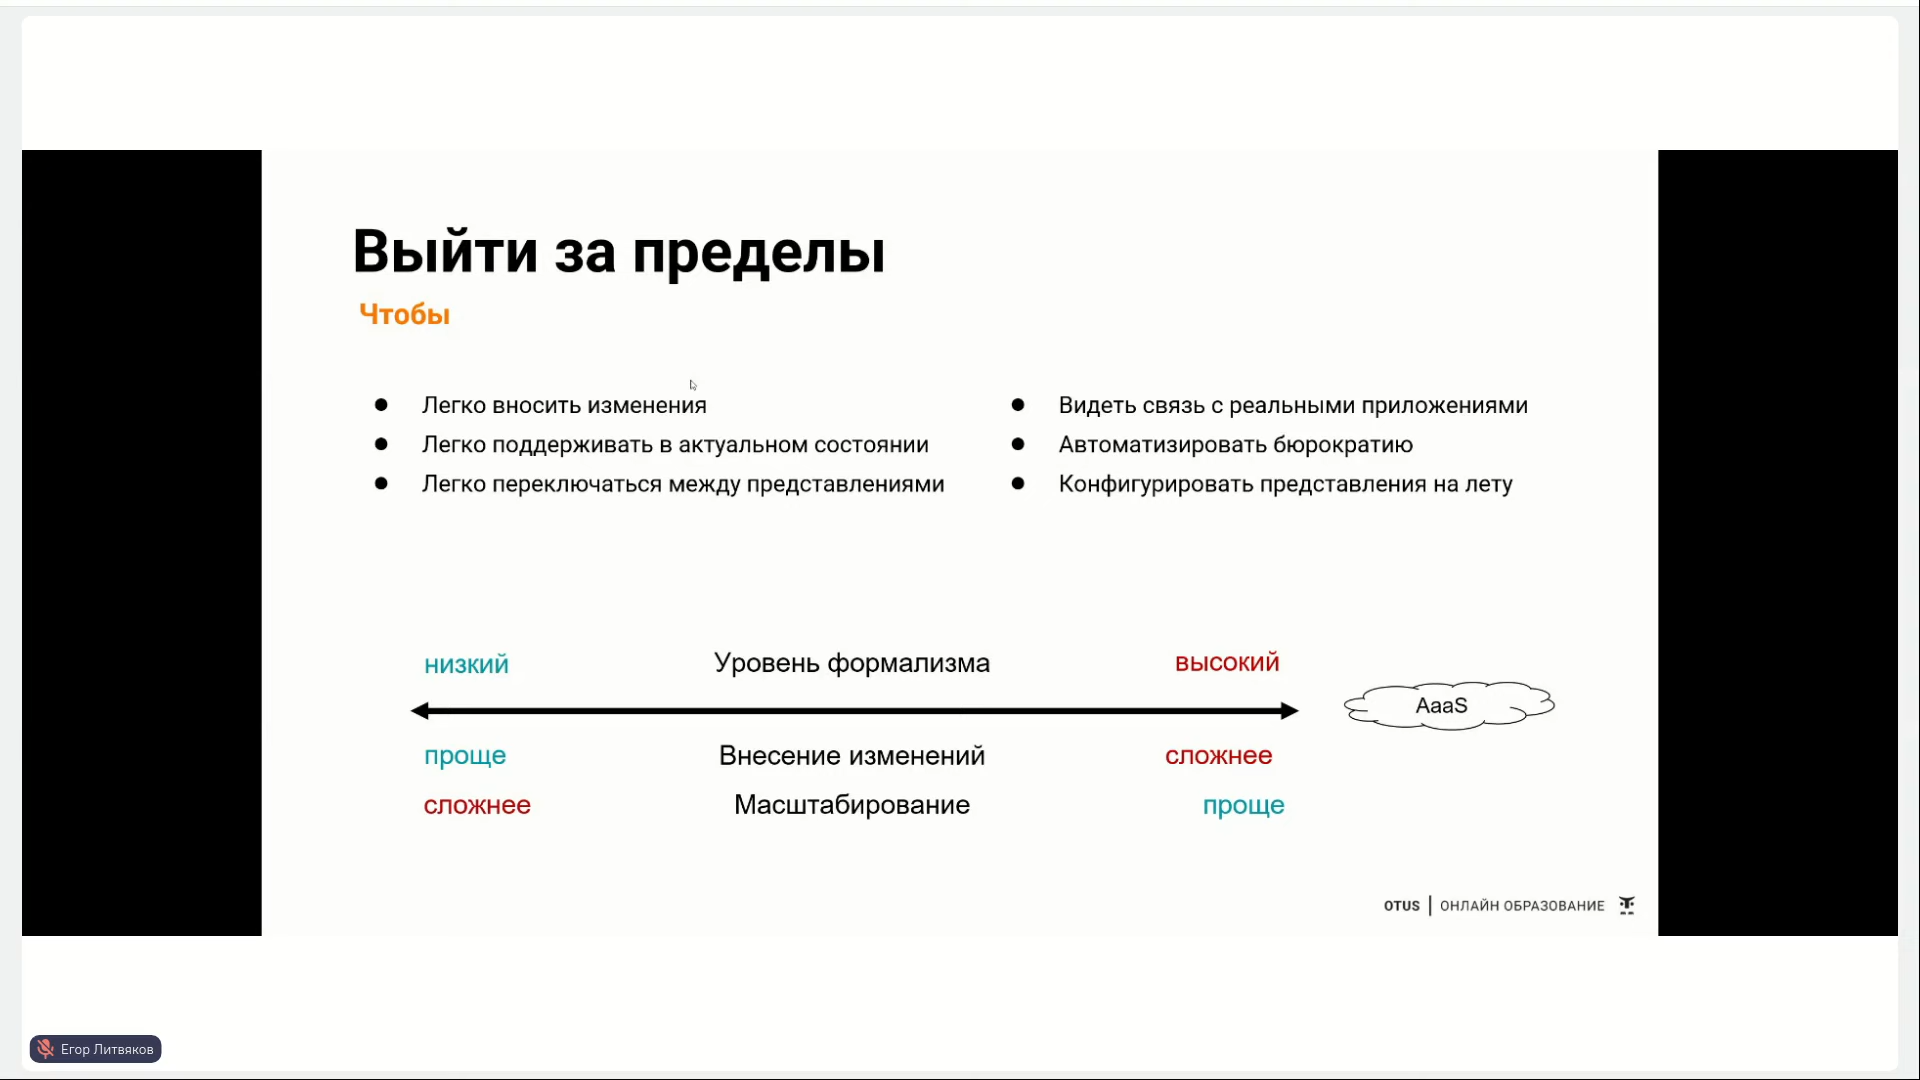 Выйти за пределы
Чтобы
● Легко вносить изменения
● Легко поддерживать в актуальном состоянии
● Легко переключаться между представлениями
● Видеть связь с реальными приложениями
● Автоматизировать бюрократию
● Конфигурировать представления на лету
низкий Уровень формализма высокий
AaaS
проще Внесение изменений сложнее
сложнее Масштабирование проще
OTUS | ОНЛАЙН ОБРАЗОВАНИЕ
Егор Литвяков